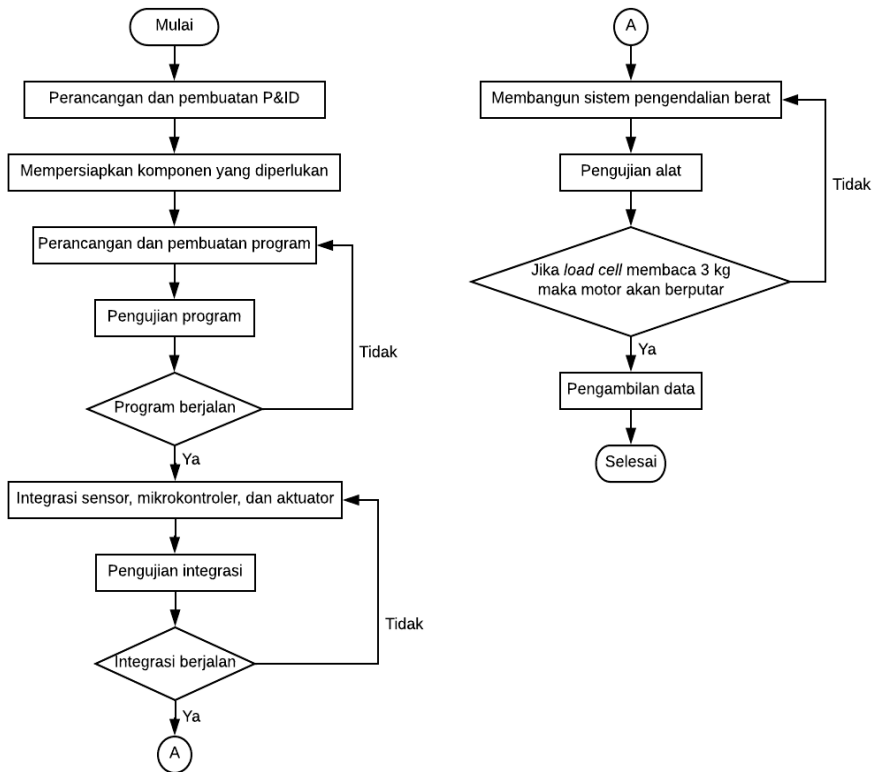 Mulai
Perancangan dan pembuatan P&ID
Mempersiapkan komponen yang diperlukan
Perancangan dan pembuatan program
Pengujian program
Tidak
Program berjalan
Ya
Integrasi sensor, mikrokontroler, dan aktuator
Pengujian integrasi
Tidak
Integrasi berjalan
Ya
A
A
Membangun sistem pengendalian berat
Pengujian alat
Tidak
Jika load cell membaca 3 kg
maka motor akan berputar
Ya
Pengambilan data
Selesai